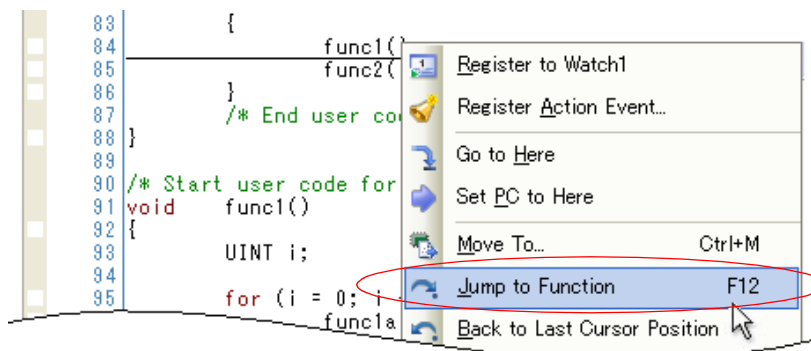 83 {
84 func1()
85 func2(
86 }
87 /* End user co
88 }
89
90 /* Start user code for
91 void func1()
92 {
93 UINT i;
94
95 for (i = 0; i
func1a
Register to Watch1
Register Action Event...
Go to Here
Set PC to Here
Move To... Ctrl+M
Jump to Function F12
Back to Last Cursor Position